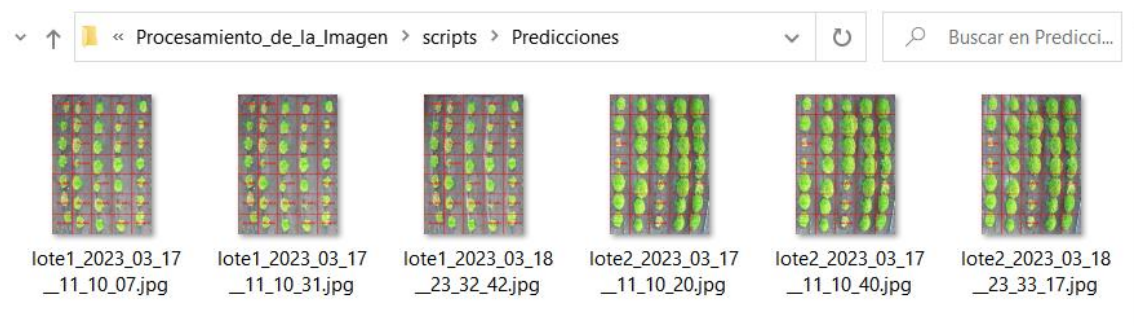 « Procesamiento_de_la_Imagen > scripts > Predicciones
Buscar en Predicci...
lote1_2023_03_17
__11_10_07.jpg
lote1_2023_03_17
__11_10_31.jpg
lote1_2023_03_18
__23_32_42.jpg
lote2_2023_03_17
__11_10_20.jpg
lote2_2023_03_17
__11_10_40.jpg
lote2_2023_03_18
__23_33_17.jpg